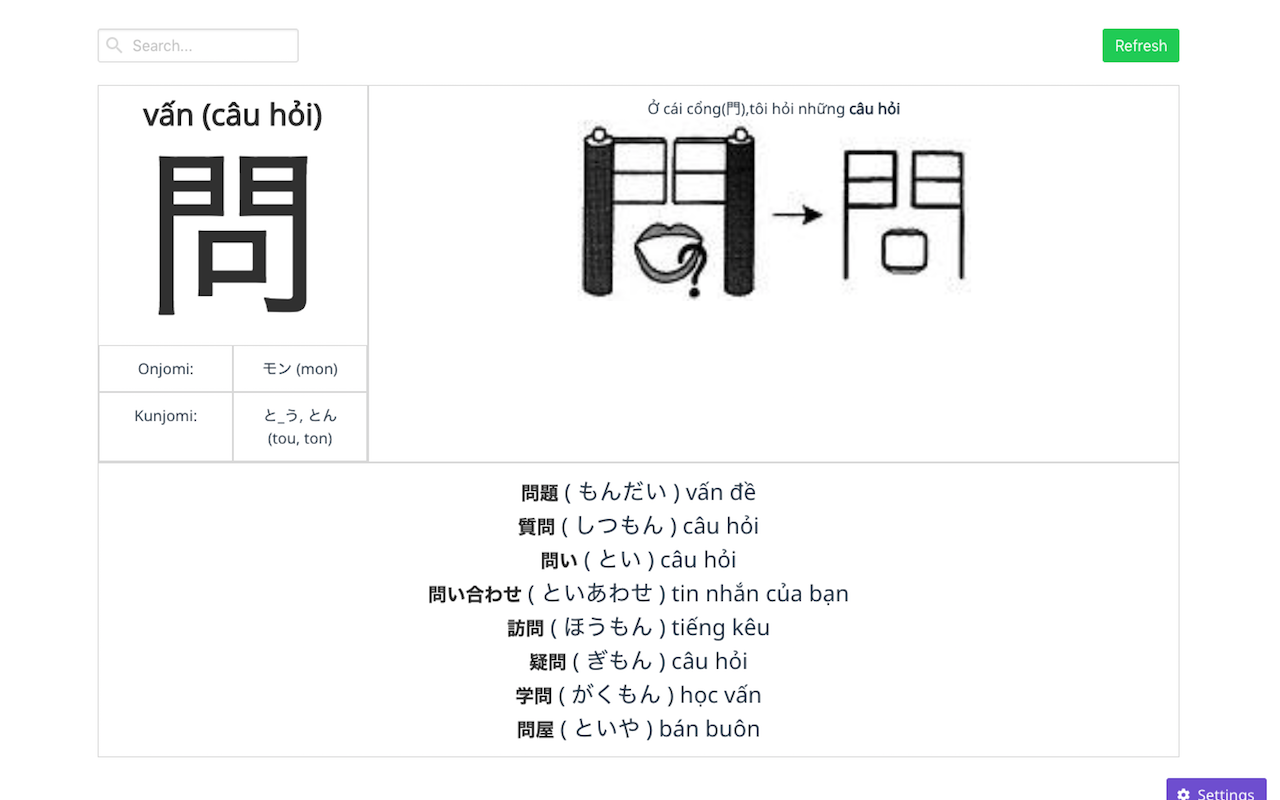 Search...
Refresh
vấn (câu hỏi)
問
Onjomi:
モン (mon)
Kunjomi:
と_う, とん
(tou, ton)
Ở cái cổng(門),tôi hỏi những câu hỏi
?
問題 ( もんだい ) vấn đề
質問 ( しつもん ) câu hỏi
問い ( とい ) câu hỏi
問い合わせ ( といあわせ ) tin nhắn của bạn
訪問 ( ほうもん ) tiếng kêu
疑問 ( ぎもん ) câu hỏi
学問 ( がくもん ) học vấn
問屋 ( といや ) bán buôn
Settings